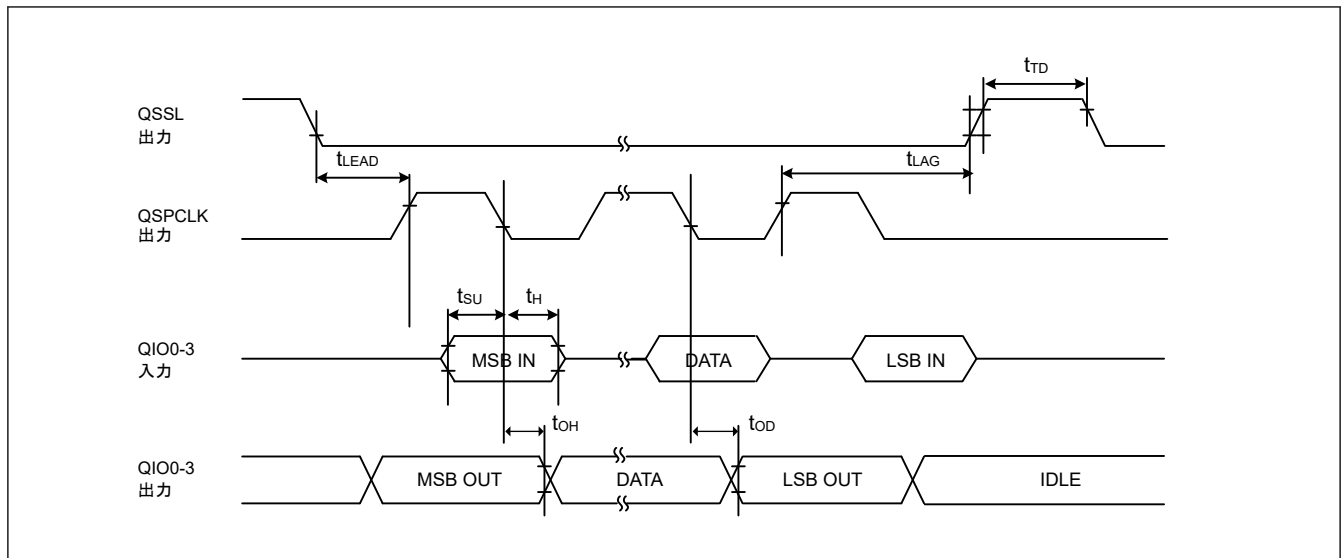 QSSL
出力
tTD
tLEAD
tLAG
QSPCLK
出力
tSU
tH
QIO0-3
入力
MSB IN
DATA
LSB IN
tOH
tOD
QIO0-3
出力
MSB OUT
DATA
LSB OUT
IDLE